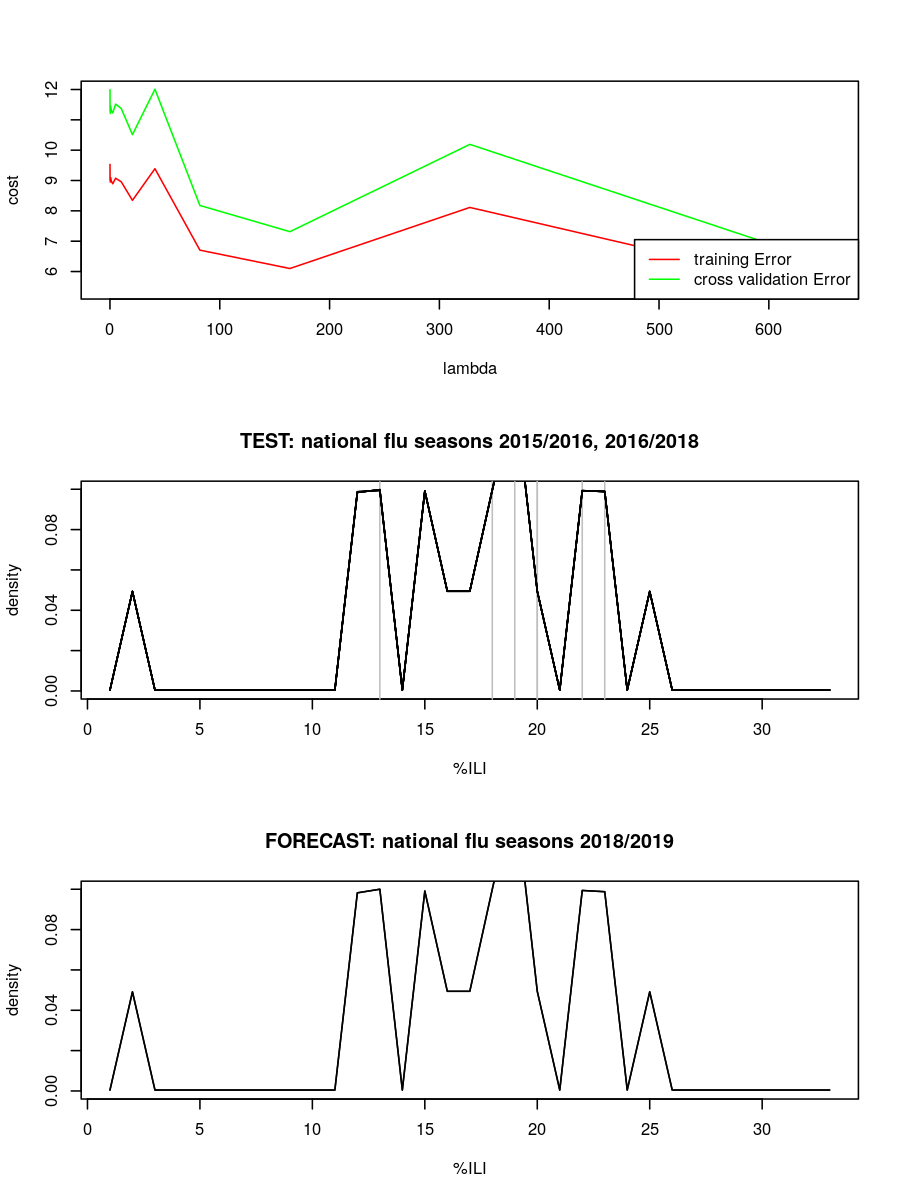 12
10
9
8
7
6
cost
training Error
cross validation Error
0 100 200 300 400 500 600
lambda
TEST: national flu seasons 2015/2016, 2016/2018
0.08
0.04
0.00
density
0 5 10 15 20 25 30
%ILI
FORECAST: national flu seasons 2018/2019
0.08
0.04
0.00
density
0 5 10 15 20 25 30
%ILI